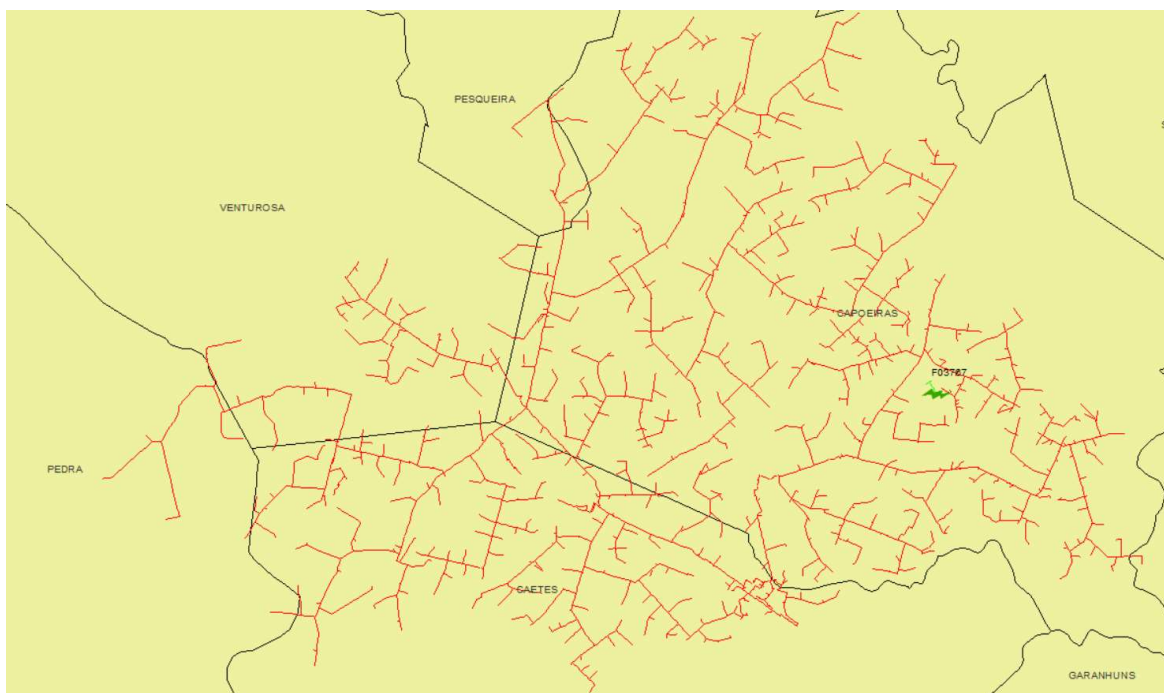 PESQUEIRA
VENTUROSA
CAPOEIRAS
F03767
PEDRA
CAETES
GARANHUNS